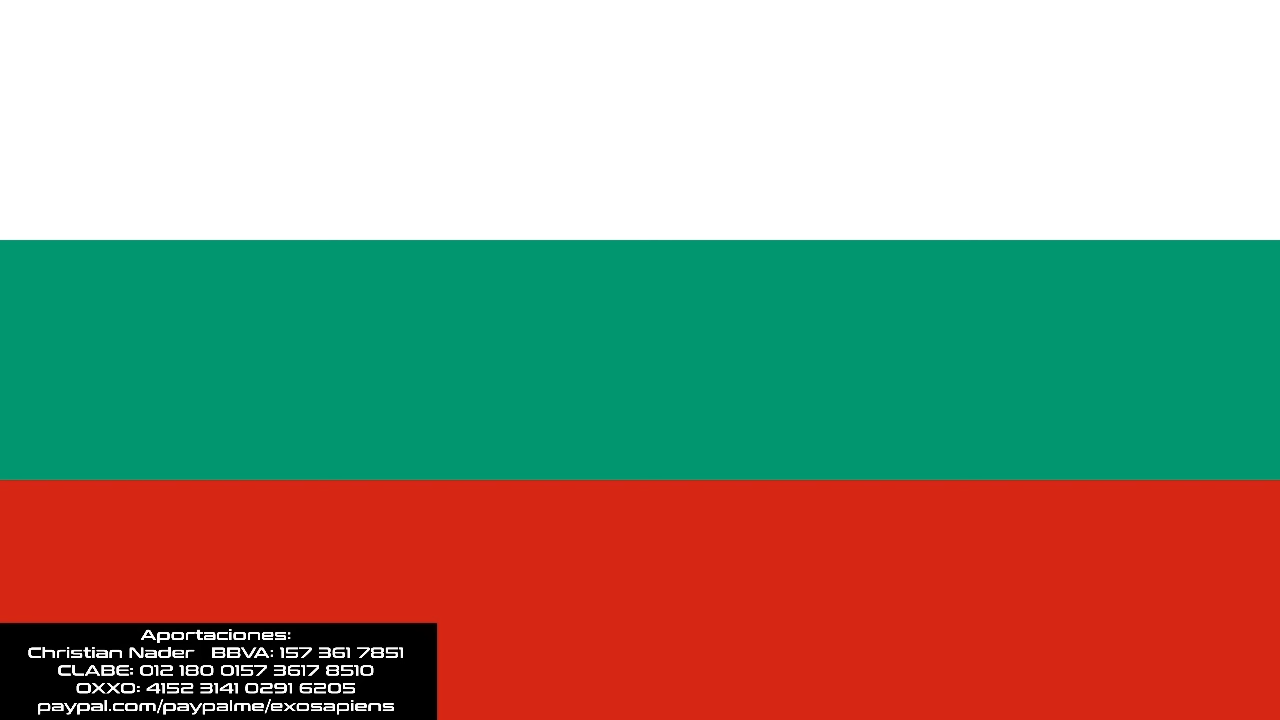 Aportaciones:
Christian Nader BBVA: 157 361 7851
CLABE: 012 180 0157 3617 8510
OXXO: 4152 3141 0291 6205
paypal.com/paypalme/exosapiens